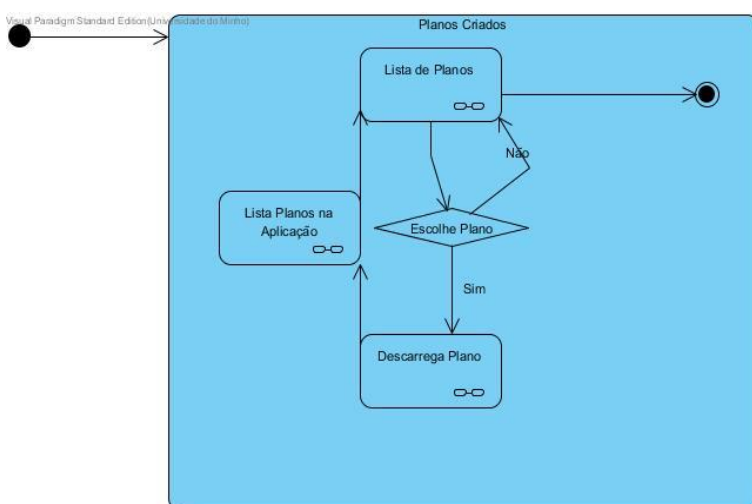 Visual Paradigm Standard Edition(Universidade do Minho)
Planos Criados
Lista de Planos
Não
Lista Planos na
Aplicação
Escolhe Plano
Sim
Descarrega Plano